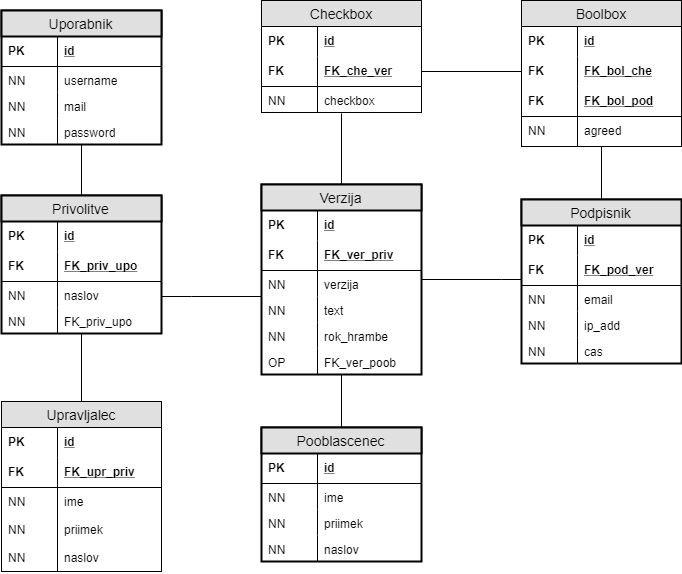 Uporabnik
PK id
NN username
NN mail
NN password
Privolitve
PK id
FK FK_priv_upo
NN naslov
NN FK_priv_upo
Upravljalec
PK id
FK FK_upr_priv
NN ime
NN priimek
NN naslov
Checkbox
PK id
FK FK_che_ver
NN checkbox
Verzija
PK id
FK FK_ver_priv
NN verzija
NN text
NN rok_hrambe
OP FK_ver_poob
Pooblascenec
PK id
NN ime
NN priimek
NN naslov
Boolbox
PK id
FK FK_bol_che
FK FK_bol_pod
NN agreed
Podpisnik
PK id
FK FK_pod_ver
NN email
NN ip_add
NN cas